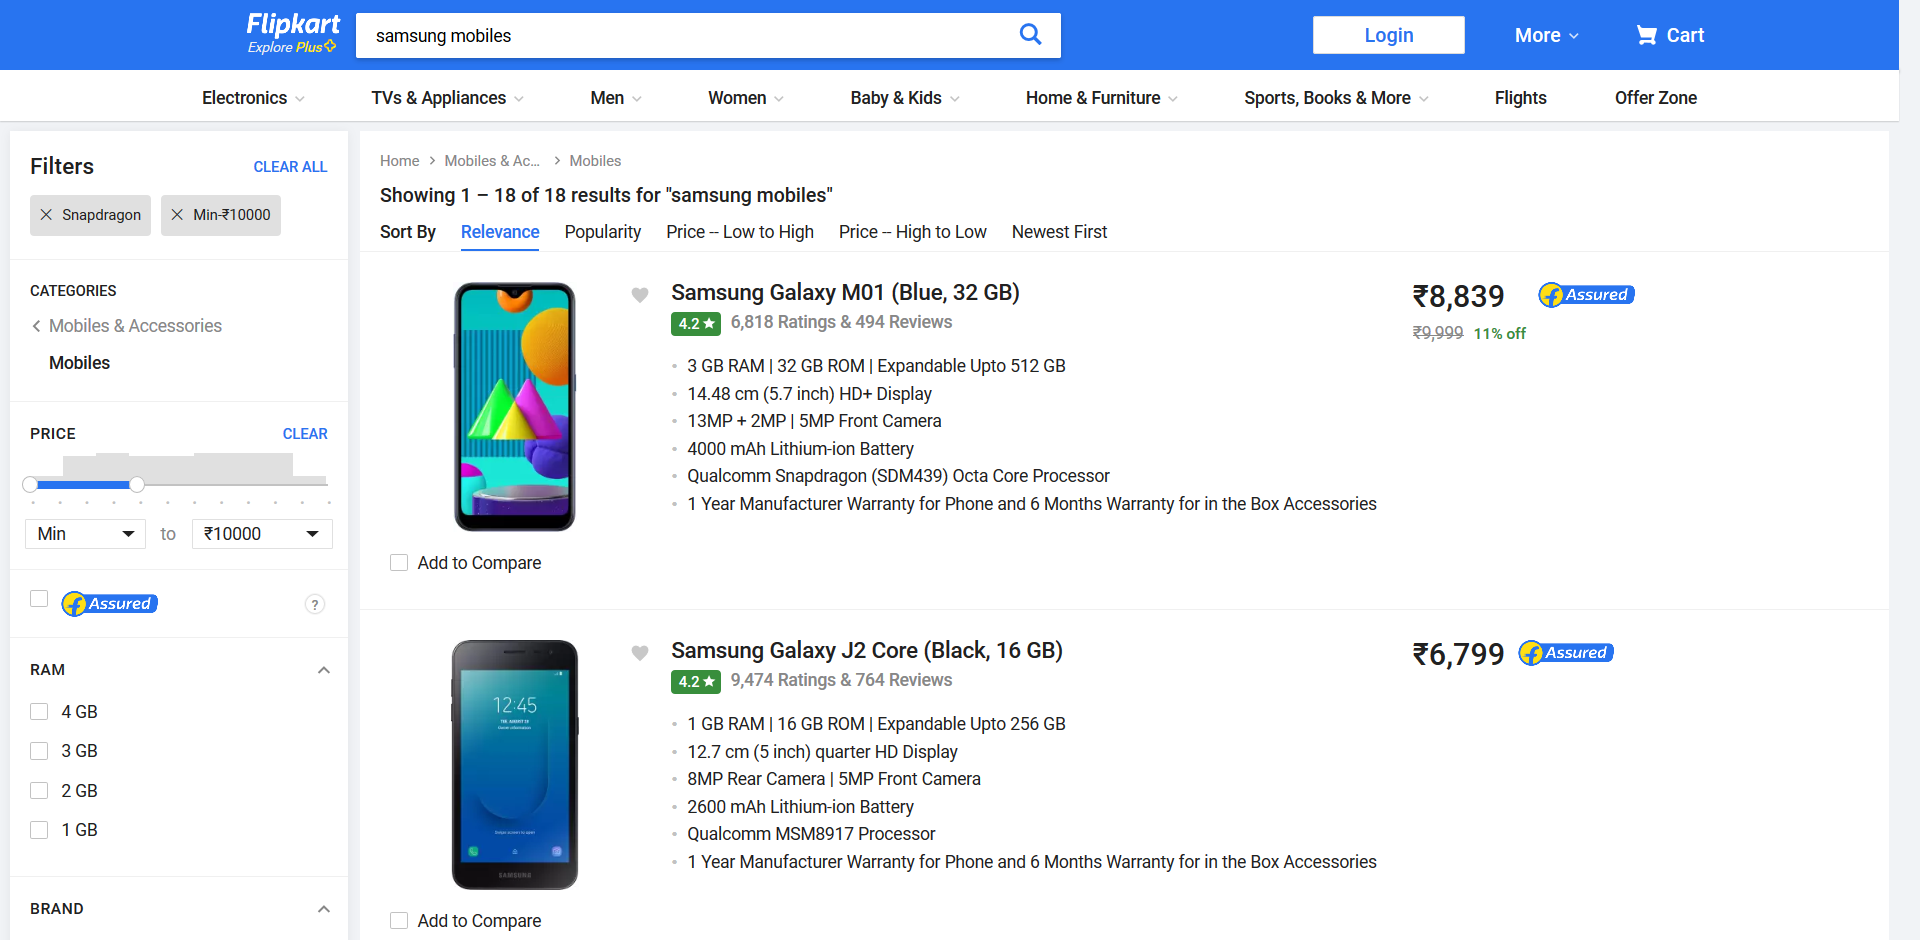 Flipkart
Explore Plus
samsung mobiles
Login
More
Cart
Electronics
TVs & Appliances
Men
Women
Baby & Kids
Home & Furniture
Sports, Books & More
Flights
Offer Zone
Filters
CLEAR ALL
Snapdragon
Min-₹10000
CATEGORIES
Mobiles & Accessories
Mobiles
PRICE
CLEAR
Min
to
₹10000
Assured
?
RAM
4 GB
3 GB
2 GB
1 GB
BRAND
Home
Mobiles & Ac...
Mobiles
Showing 1 – 18 of 18 results for "samsung mobiles"
Sort By
Relevance
Popularity
Price -- Low to High
Price -- High to Low
Newest First
Samsung Galaxy M01 (Blue, 32 GB)
4.2 ★ 6,818 Ratings & 494 Reviews
3 GB RAM | 32 GB ROM | Expandable Upto 512 GB
14.48 cm (5.7 inch) HD+ Display
13MP + 2MP | 5MP Front Camera
4000 mAh Lithium-ion Battery
Qualcomm Snapdragon (SDM439) Octa Core Processor
1 Year Manufacturer Warranty for Phone and 6 Months Warranty for in the Box Accessories
₹8,839
Assured
₹9,999 11% off
Add to Compare
12:45
SAMSUNG
Samsung Galaxy J2 Core (Black, 16 GB)
4.2 ★ 9,474 Ratings & 764 Reviews
1 GB RAM | 16 GB ROM | Expandable Upto 256 GB
12.7 cm (5 inch) quarter HD Display
8MP Rear Camera | 5MP Front Camera
2600 mAh Lithium-ion Battery
Qualcomm MSM8917 Processor
1 Year Manufacturer Warranty for Phone and 6 Months Warranty for in the Box Accessories
₹6,799
Assured
Add to Compare